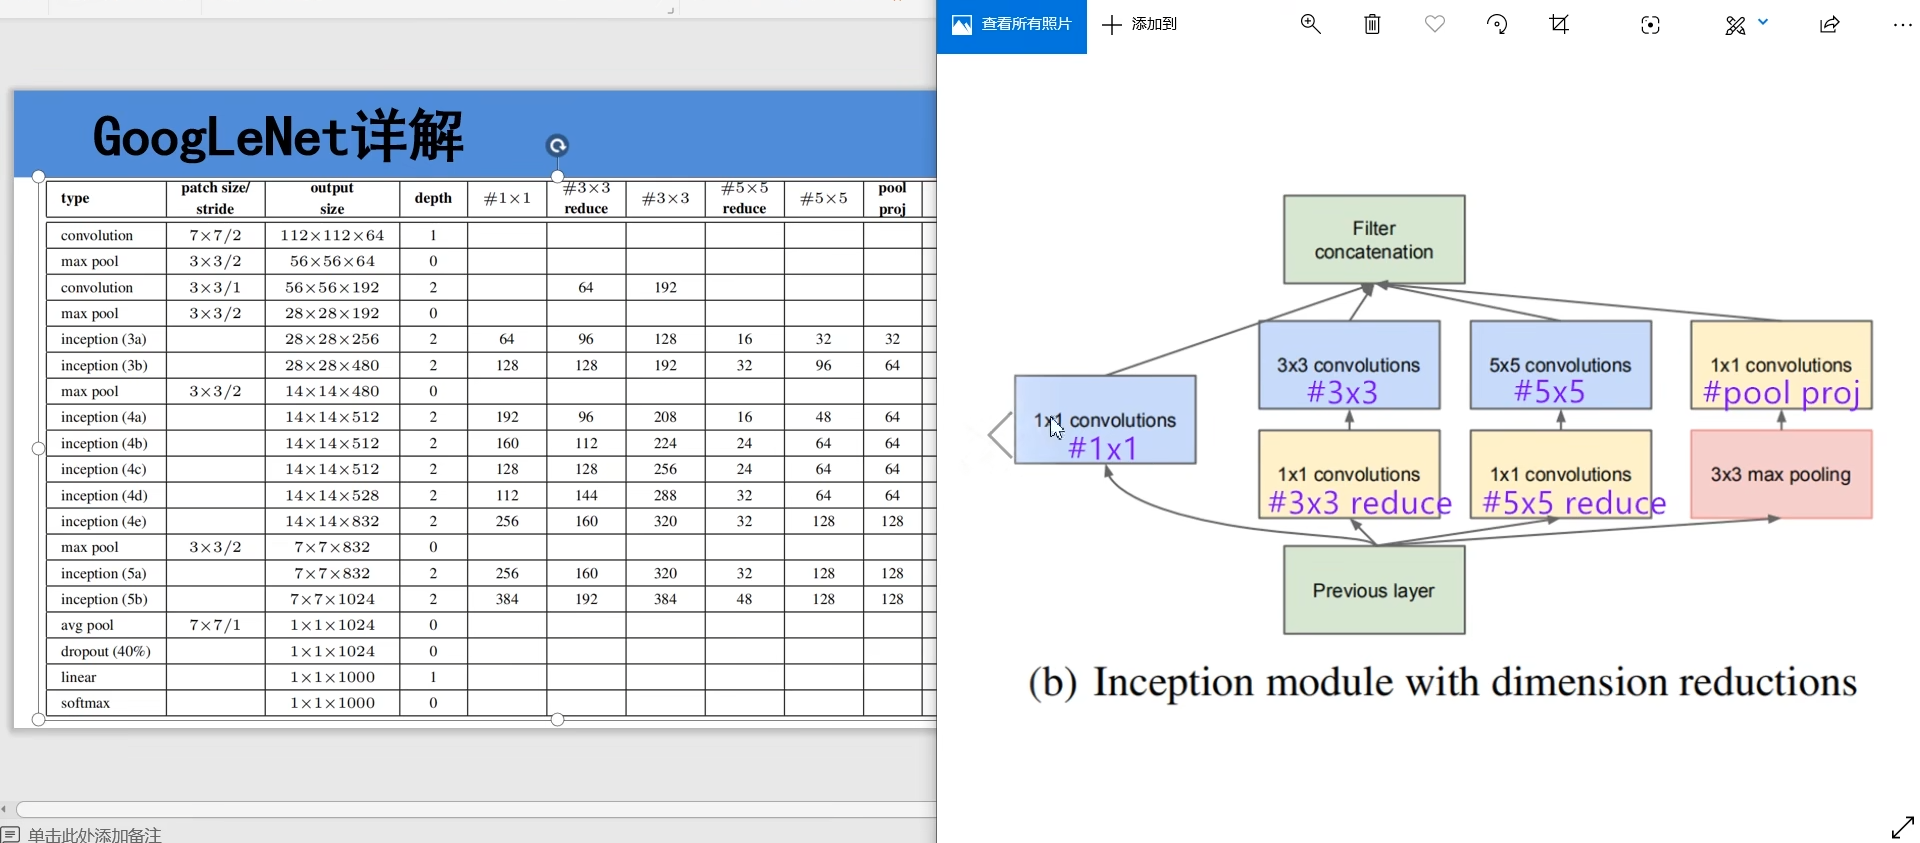 GoogLeNet详解
type patch size/ stride output size depth #1×1 #3×3 reduce #3×3 #5×5 reduce #5×5 pool proj
convolution 7×7/2 112×112×64 1
max pool 3×3/2 56×56×64 0
convolution 3×3/1 56×56×192 2 64 192
max pool 3×3/2 28×28×192 0
inception (3a) 28×28×256 2 64 96 128 16 32 32
inception (3b) 28×28×480 2 128 128 192 32 96 64
max pool 3×3/2 14×14×480 0
inception (4a) 14×14×512 2 192 96 208 16 48 64
inception (4b) 14×14×512 2 160 112 224 24 64 64
inception (4c) 14×14×512 2 128 128 256 24 64 64
inception (4d) 14×14×528 2 112 144 288 32 64 64
inception (4e) 14×14×832 2 256 160 320 32 128 128
max pool 3×3/2 7×7×832 0
inception (5a) 7×7×832 2 256 160 320 32 128 128
inception (5b) 7×7×1024 2 384 192 384 48 128 128
avg pool 7×7/1 1×1×1024 0
dropout (40%) 1×1×1024 0
linear 1×1×1000 1
softmax 1×1×1000 0
单击此处添加备注
查看所有照片 添加到
Filter
concatenation
3x3 convolutions
#3x3
5x5 convolutions
#5x5
1x1 convolutions
#pool proj
1x1 convolutions
#1x1
1x1 convolutions
#3x3 reduce
1x1 convolutions
#5x5 reduce
3x3 max pooling
Previous layer
(b) Inception module with dimension reductions